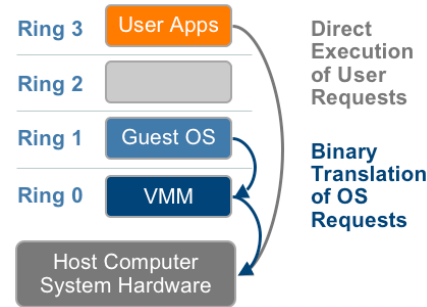 Ring 3
User Apps
Direct
Execution
of User
Requests
Ring 2
Ring 1
Guest OS
Binary
Translation
of OS
Requests
Ring 0
VMM
Host Computer
System Hardware